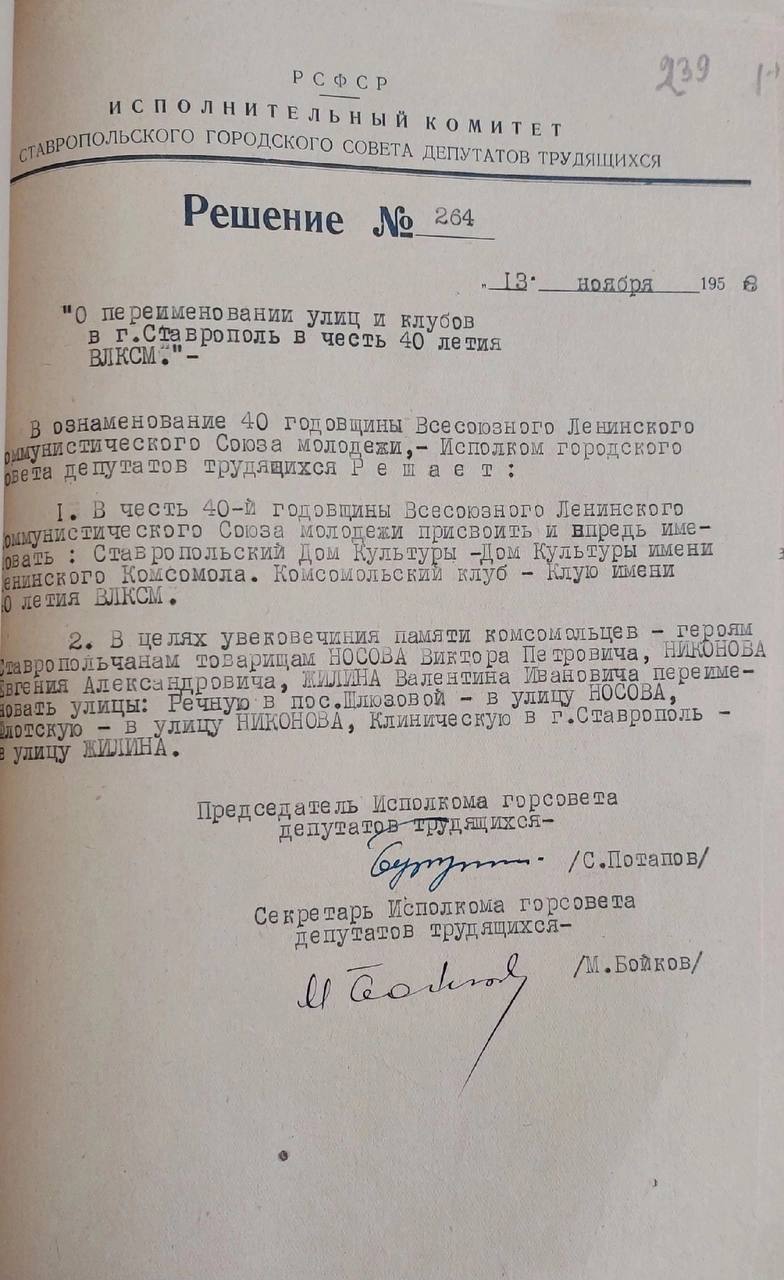 239
РСФСР
ИСПОЛНИТЕЛЬНЫЙ КОМИТЕТ
СТАВРОПОЛЬСКОГО ГОРОДСКОГО СОВЕТА ДЕПУТАТОВ ТРУДЯЩИХСЯ
Решение № 264
"13" ноября 1958
"О переименовании улиц и клубов
в г.Ставрополь в честь 40 летия
ВЛКСМ."-
В ознаменование 40 годовщины Всесоюзного Ленинского
оммунистического Союза молодежи,- Исполком городского
овета депутатов трудящихся Решает:
1. В честь 40-й годовщины Всесоюзного Ленинского
оммунистического Союза молодежи присвоить и впредь име-
овать : Ставропольский Дом Культуры -Дом Культуры имени
енинского Комсомола. Комсомольский клуб - Клую имени
0 летия ВЛКСМ.
2. В целях увековечиния памяти комсомольцев - героям
Ставропольчанам товарищам НОСОВА Виктора Петровича, НИКОНОВА
Евгения Александровича, ЖИЛИНА Валентина Ивановича переиме-
новать улицы: Речную в пос.Шлюзовой - в улицу НОСОВА,
лотскую - в улицу НИКОНОВА, Клиническую в г.Ставрополь -
в улицу ЖИЛИНА.
Председатель Исполкома горсовета
депутатов трудящихся-
/С.Потапов/
Секретарь Исполкома горсовета
депутатов трудящихся-
М Бойков
/М.Бойков/